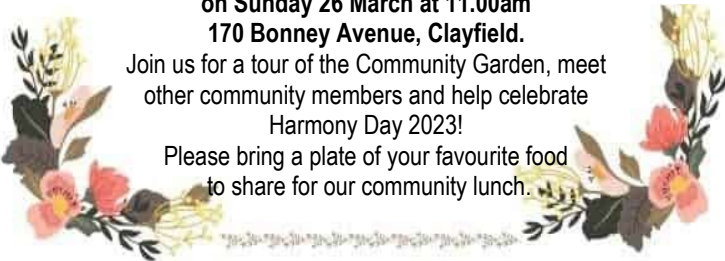 on Sunday 26 March at 11.00am
170 Bonney Avenue, Clayfield.
Join us for a tour of the Community Garden, meet
other community members and help celebrate
Harmony Day 2023!
Please bring a plate of your favourite food
to share for our community lunch.